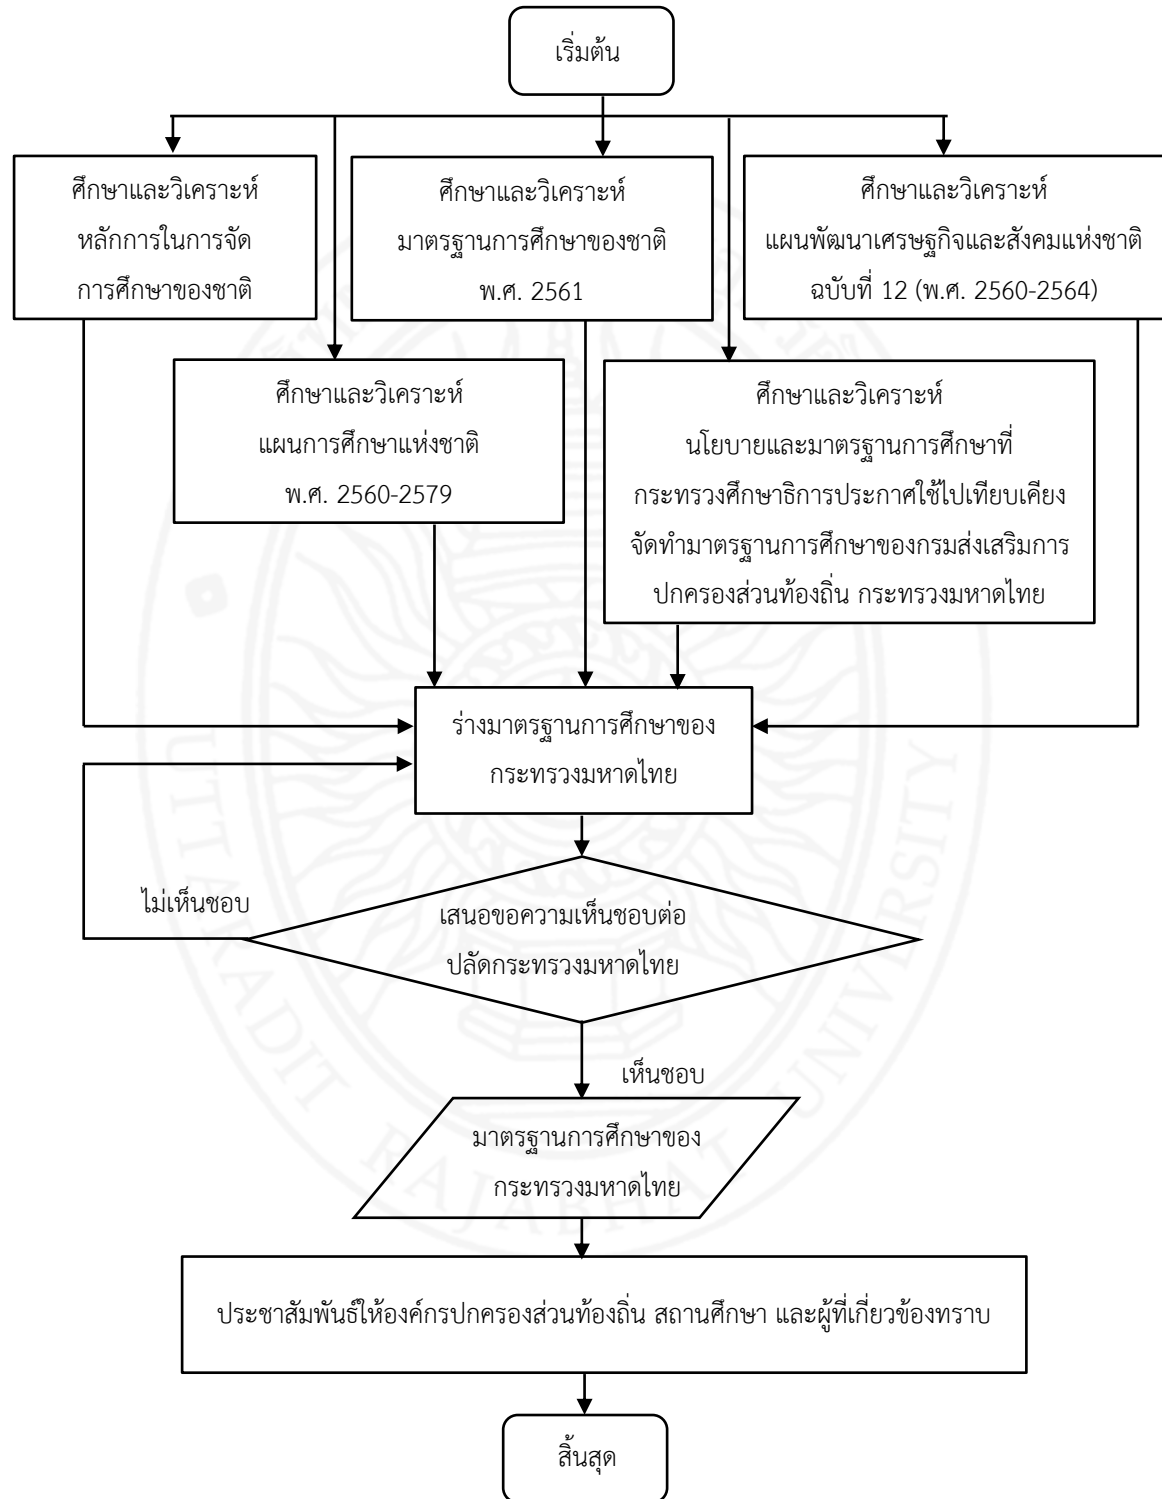 เริ่มต้น
ศึกษาและวิเคราะห์
หลักการในการจัด
การศึกษาของชาติ
ศึกษาและวิเคราะห์
มาตรฐานการศึกษาของชาติ
พ.ศ. 2561
ศึกษาและวิเคราะห์
แผนพัฒนาเศรษฐกิจและสังคมแห่งชาติ
ฉบับที่ 12 (พ.ศ. 2560-2564)
ศึกษาและวิเคราะห์
แผนการศึกษาแห่งชาติ
พ.ศ. 2560-2579
ศึกษาและวิเคราะห์
นโยบายและมาตรฐานการศึกษาที่
กระทรวงศึกษาธิการประกาศใช้ไปเทียบเคียง
จัดทำมาตรฐานการศึกษาของกรมส่งเสริมการ
ปกครองส่วนท้องถิ่น กระทรวงมหาดไทย
ร่างมาตรฐานการศึกษาของ
กระทรวงมหาดไทย
ไม่เห็นชอบ
เสนอขอความเห็นชอบต่อ
ปลัดกระทรวงมหาดไทย
เห็นชอบ
มาตรฐานการศึกษาของ
กระทรวงมหาดไทย
ประชาสัมพันธ์ให้องค์กรปกครองส่วนท้องถิ่น สถานศึกษา และผู้ที่เกี่ยวข้องทราบ
สิ้นสุด
UTTARADIT RAJABHAT UNIVERSITY